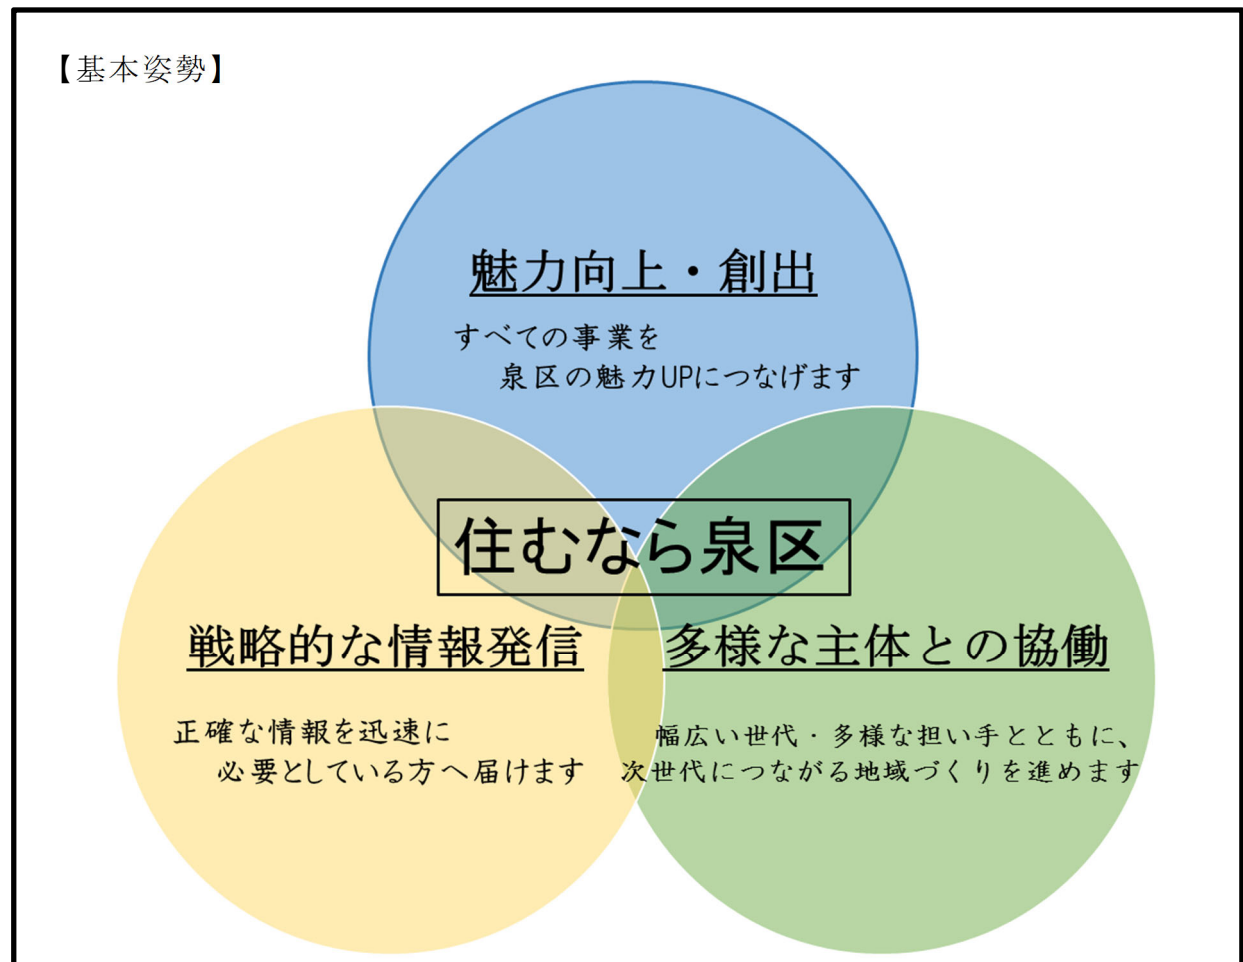 【基本姿勢】
魅力向上・創出
すべての事業を
泉区の魅力UPにつなげます
住むなら泉区
戦略的な情報発信
正確な情報を迅速に
必要としている方へ届けます
多様な主体との協働
幅広い世代・多様な担い手とともに、
次世代につながる地域づくりを進めます